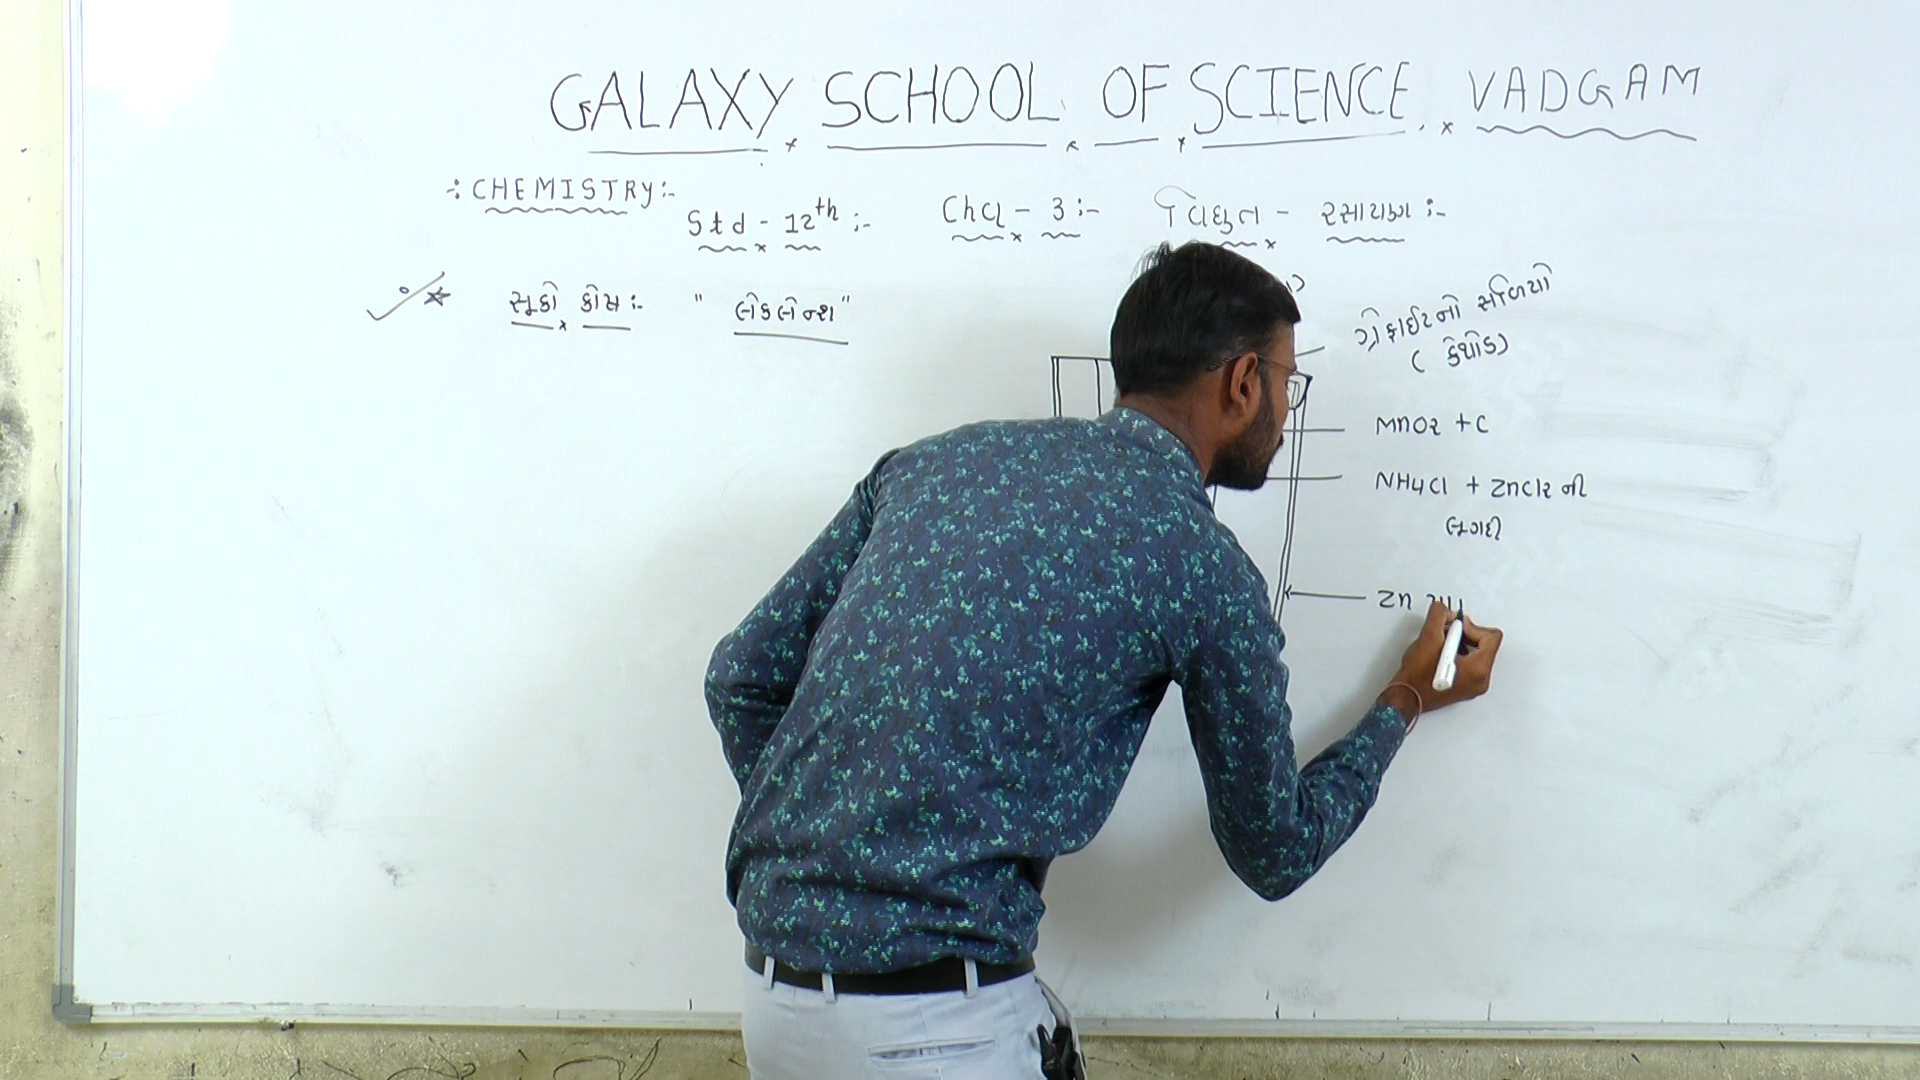 GALAXY SCHOOL OF SCIENCE, VADGAM
-: CHEMISTRY :-
Std - 12th :- Ch - 3 :- વિદ્યુત - રસાયણ :-
સૂકો કોષ :- " લેકલેન્શ "
ગ્રેફાઈટનો સળિયો
( કેથોડ )
MnO2 + C
NH4Cl + ZnCl2 ની
લૂગદી
Zn